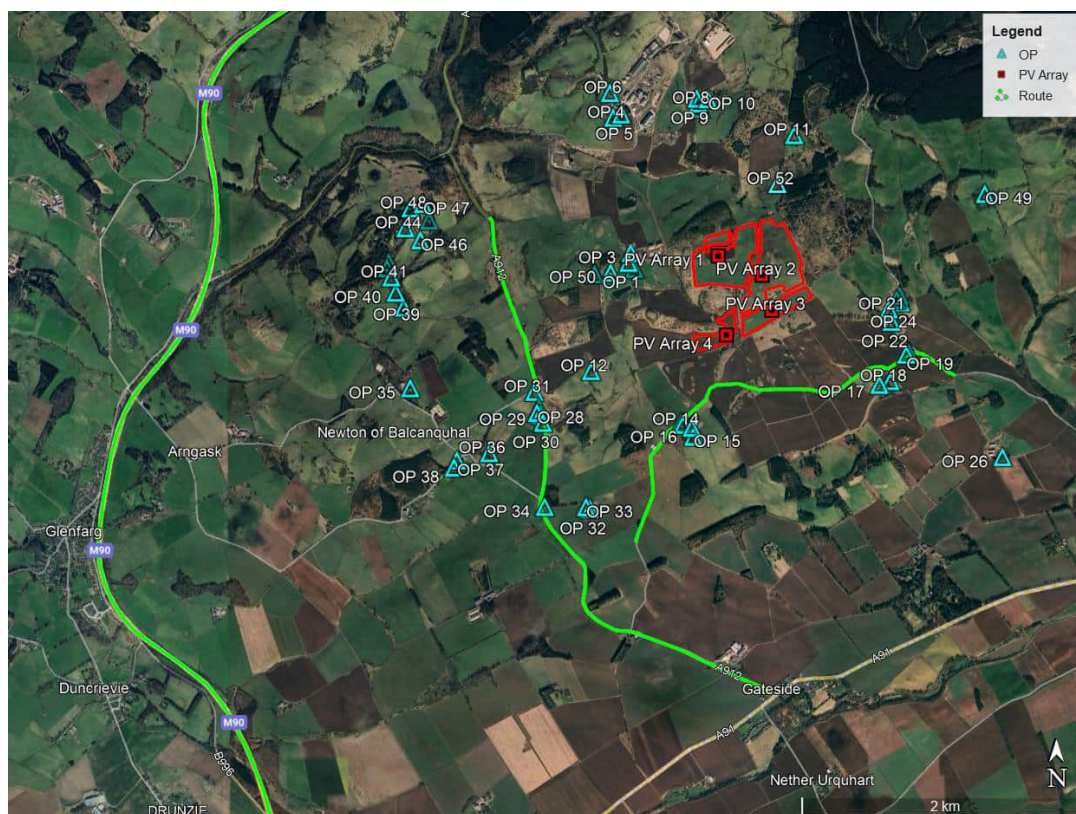 Legend
OP
PV Array
Route
M90
OP 6
OP 4
OP 5
OP 8
OP 10
OP 9
OP 11
OP 52
OP 49
OP 48
OP 47
OP 44
OP 46
A912
OP 3
PV Array 1
PV Array 2
OP 50
OP 1
OP 41
OP 40
OP 39
PV Array 3
OP 21
OP 24
M90
PV Array 4
OP 22
OP 19
OP 12
OP 18
OP 17
OP 35
OP 31
OP 29
OP 28
OP 30
OP 14
OP 16
OP 15
Newton of Balcanquhal
Arngask
OP 36
OP 37
OP 38
OP 26
OP 34
OP 33
OP 32
Glenfarg
M90
A91
A912
Gateside
Duncrievie
M90
A91
B996
Nether Urquhart
N
DRUNZIE
2 km